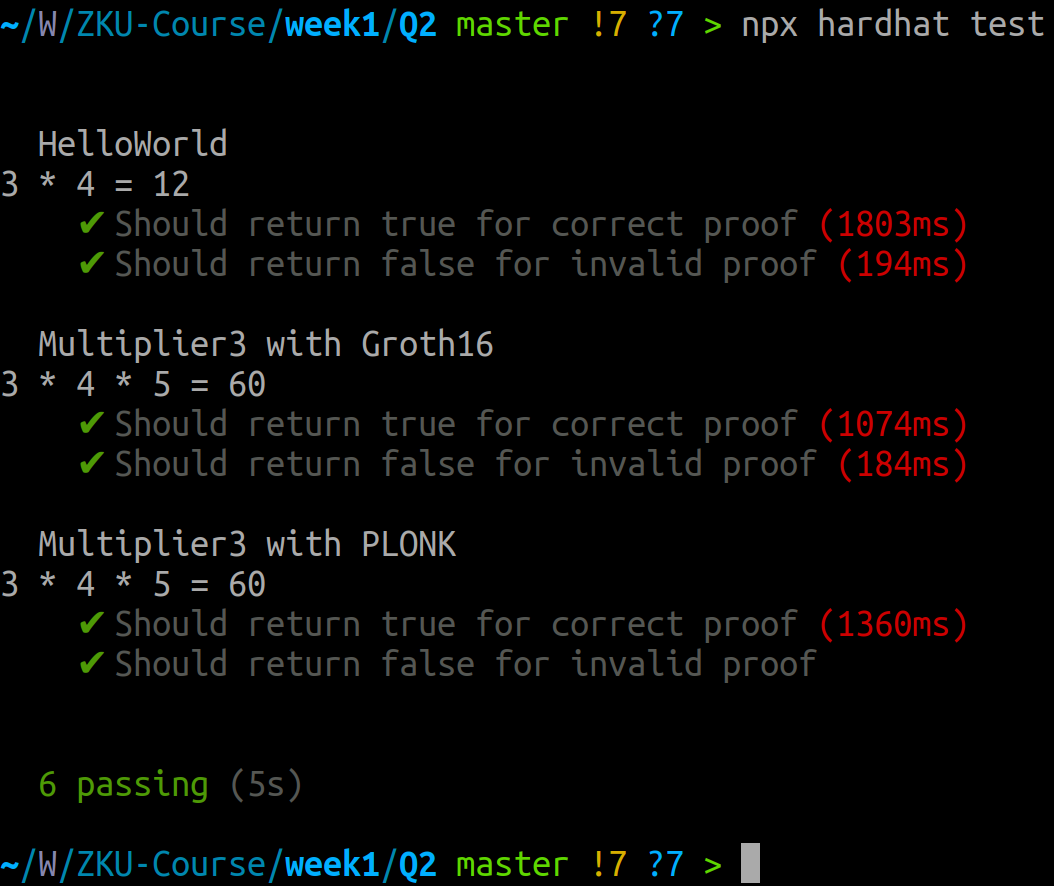 ~/W/ZKU-Course/week1/Q2 master !7 ?7 > npx hardhat test
HelloWorld
3 * 4 = 12
✔ Should return true for correct proof (1803ms)
✔ Should return false for invalid proof (194ms)
Multiplier3 with Groth16
3 * 4 * 5 = 60
✔ Should return true for correct proof (1074ms)
✔ Should return false for invalid proof (184ms)
Multiplier3 with PLONK
3 * 4 * 5 = 60
✔ Should return true for correct proof (1360ms)
✔ Should return false for invalid proof
6 passing (5s)
~/W/ZKU-Course/week1/Q2 master !7 ?7 >